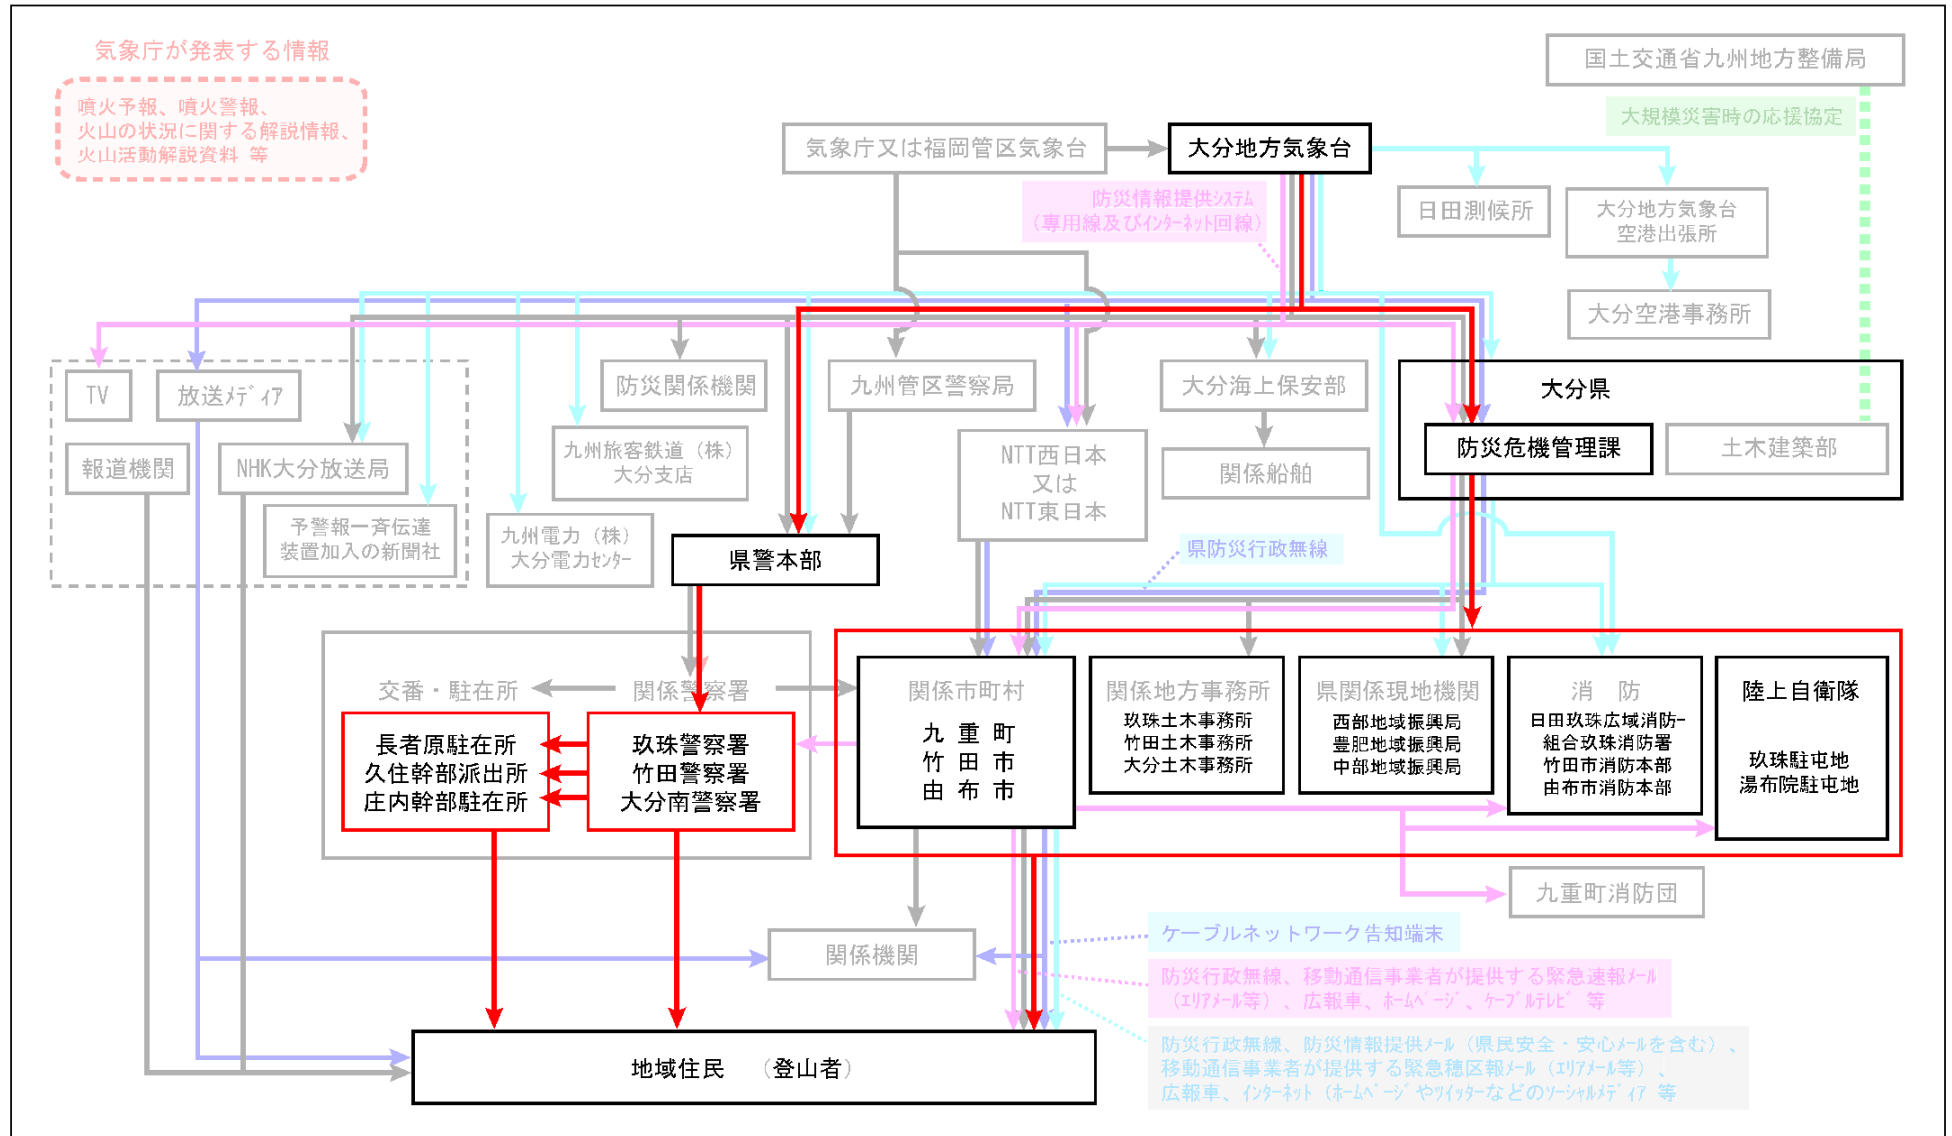 気象庁が発表する情報
噴火予報、噴火警報、
火山の状況に関する解説情報、
火山活動解説資料 等
国土交通省九州地方整備局
大規模災害時の応援協定
気象庁又は福岡管区気象台
大分地方気象台
防災情報提供ｼｽﾃﾑ
（専用線及びｲﾝﾀｰﾈｯﾄ回線）
日田測候所
大分地方気象台
空港出張所
大分空港事務所
TV
放送ﾒﾃﾞｨｱ
防災関係機関
九州管区警察局
大分海上保安部
大分県
報道機関
NHK大分放送局
九州旅客鉄道（株）
大分支店
NTT西日本
又は
NTT東日本
関係船舶
防災危機管理課
土木建築部
予警報一斉伝達
装置加入の新聞社
九州電力（株）
大分電力ｾﾝﾀｰ
県警本部
県防災行政無線
交番・駐在所
関係警察署
関係市町村
関係地方事務所
県関係現地機関
消　防
陸上自衛隊
長者原駐在所
久住幹部派出所
庄内幹部駐在所
玖珠警察署
竹田警察署
大分南警察署
九 重 町
竹 田 市
由 布 市
玖珠土木事務所
竹田土木事務所
大分土木事務所
西部地域振興局
豊肥地域振興局
中部地域振興局
日田玖珠広域消防ｰ
組合玖珠消防署
竹田市消防本部
由布市消防本部
玖珠駐屯地
湯布院駐屯地
九重町消防団
関係機関
ケーブルネットワーク告知端末
防災行政無線、移動通信事業者が提供する緊急速報ﾒｰﾙ
（ｴﾘｱﾒｰﾙ等）、広報車、ﾎｰﾑﾍﾟｰｼﾞ、ｹｰﾌﾞﾙﾃﾚﾋﾞ 等
地域住民　（登山者）
防災行政無線、防災情報提供ﾒｰﾙ（県民安全・安心ﾒｰﾙを含む）、
移動通信事業者が提供する緊急穂区報ﾒｰﾙ（ｴﾘｱﾒｰﾙ等）、
広報車、ｲﾝﾀｰﾈｯﾄ（ﾎｰﾑﾍﾟｰｼﾞやﾂｲｯﾀｰなどのｿｰｼｬﾙﾒﾃﾞｨｱ 等